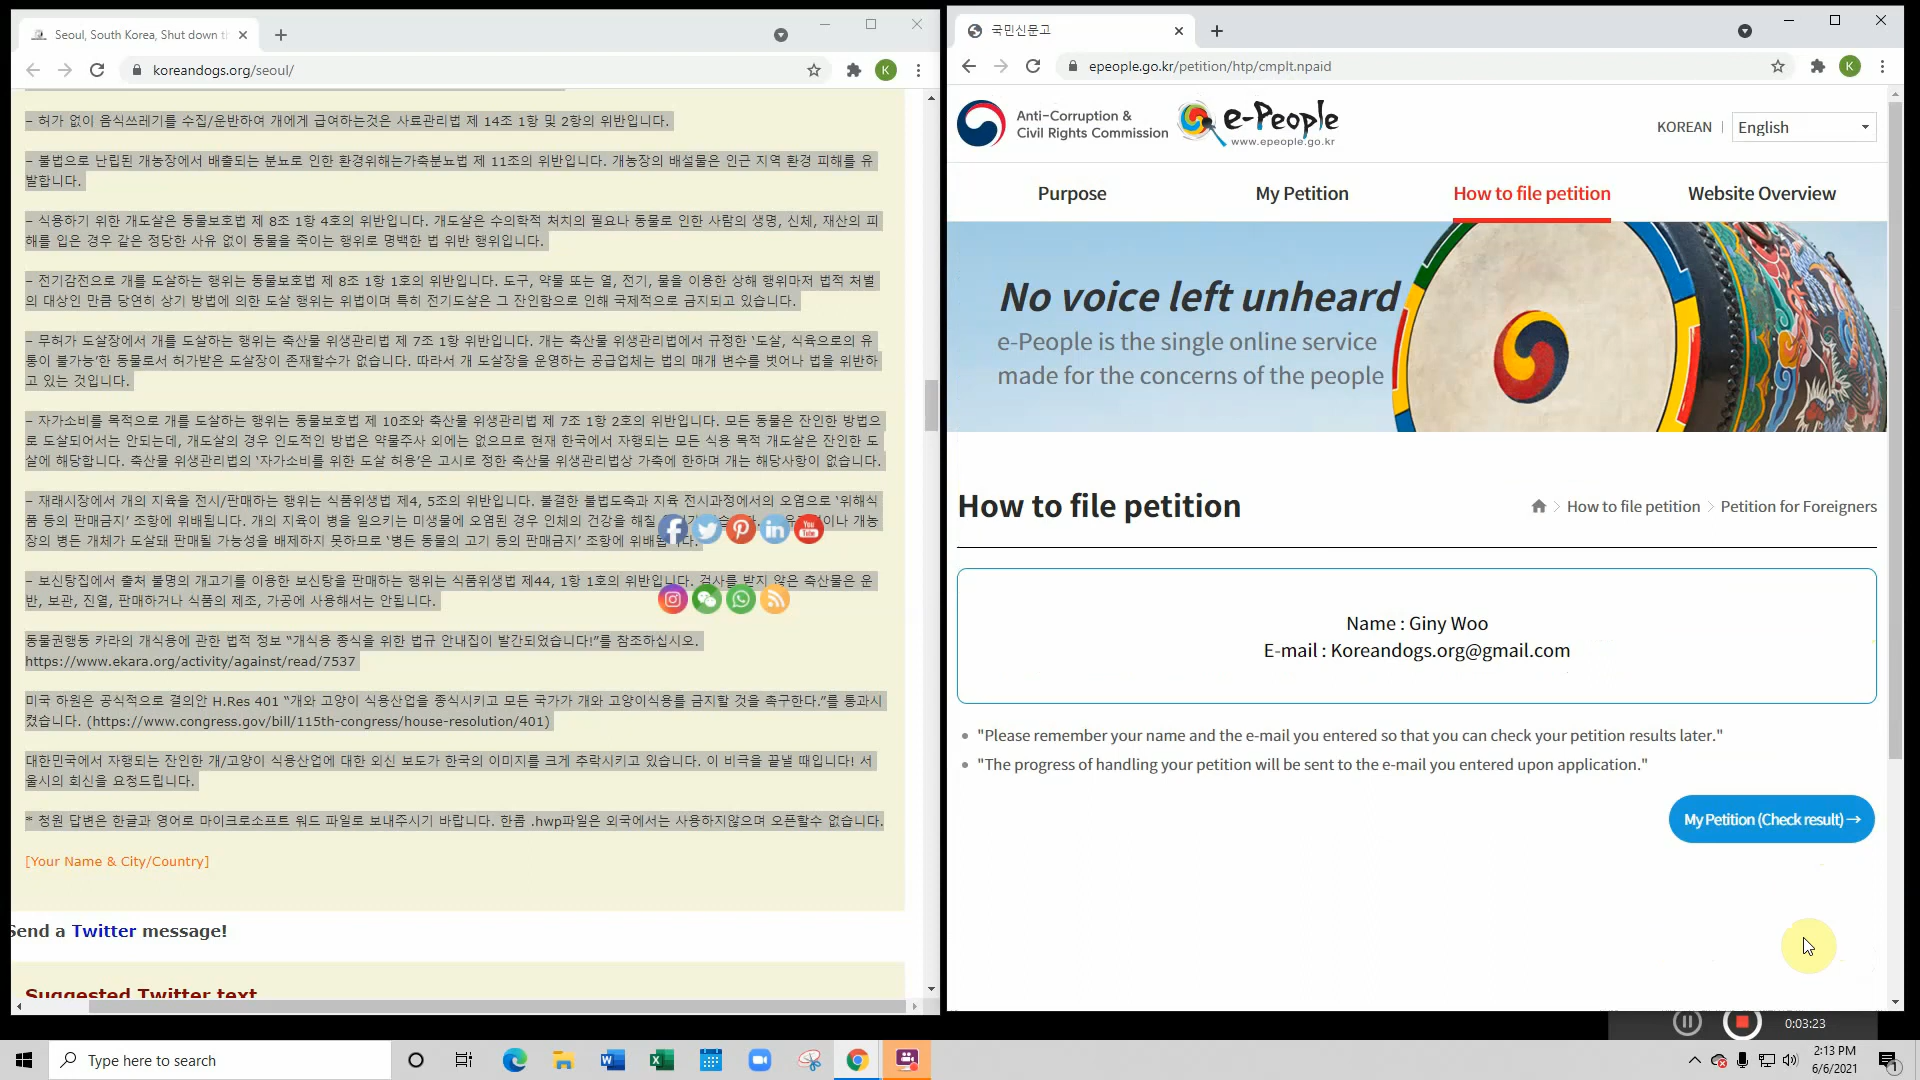 Seoul, South Korea, Shut down
koreandogs.org/seoul/
K
– 허가 없이 음식쓰레기를 수집/운반하여 개에게 급여하는것은 사료관리법 제 14조 1항 및 2항의 위반입니다.
– 불법으로 난립된 개농장에서 배출되는 분뇨로 인한 환경위해는가축분뇨법 제 11조의 위반입니다. 개농장의 배설물은 인근 지역 환경 피해를 유
발합니다.
– 식용하기 위한 개도살은 동물보호법 제 8조 1항 4호의 위반입니다. 개도살은 수의학적 처치의 필요나 동물로 인한 사람의 생명, 신체, 재산의 피
해를 입은 경우 같은 정당한 사유 없이 동물을 죽이는 행위로 명백한 법 위반 행위입니다.
– 전기감전으로 개를 도살하는 행위는 동물보호법 제 8조 1항 1호의 위반입니다. 도구, 약물 또는 열, 전기, 물을 이용한 상해 행위마저 법적 처벌
의 대상인 만큼 당연히 상기 방법에 의한 도살 행위는 위법이며 특히 전기도살은 그 잔인함으로 인해 국제적으로 금지되고 있습니다.
– 무허가 도살장에서 개를 도살하는 행위는 축산물 위생관리법 제 7조 1항 위반입니다. 개는 축산물 위생관리법에서 규정한 ‘도살, 식육으로의 유
통이 불가능’한 동물로서 허가받은 도살장이 존재할수가 없습니다. 따라서 개 도살장을 운영하는 공급업체는 법의 매개 변수를 벗어나 법을 위반하
고 있는 것입니다.
– 자가소비를 목적으로 개를 도살하는 행위는 동물보호법 제 10조와 축산물 위생관리법 제 7조 1항 2호의 위반입니다. 모든 동물은 잔인한 방법으
로 도살되어서는 안되는데, 개도살의 경우 인도적인 방법은 약물주사 외에는 없으므로 현재 한국에서 자행되는 모든 식용 목적 개도살은 잔인한 도
살에 해당합니다. 축산물 위생관리법의 ‘자가소비를 위한 도살 허용’은 고시로 정한 축산물 위생관리법상 가축에 한하며 개는 해당사항이 없습니다.
– 재래시장에서 개의 지육을 전시/판매하는 행위는 식품위생법 제4, 5조의 위반입니다. 불결한 불법도축과 지육 전시과정에서의 오염으로 ‘위해식
품 등의 판매금지’ 조항에 위배됩니다. 개의 지육이 병을 일으키는 미생물에 오염된 경우 인체의 건강을 해칠 개농
장의 병든 개체가 도살돼 판매될 가능성을 배제하지 못하므로 ‘병든 동물의 고기 등의 판매금지’ 조항에
– 보신탕집에서 출처 불명의 개고기를 이용한 보신탕을 판매하는 행위는 식품위생법 제44, 1항 1호의 위반입니다. 검사를 받지 않은 축산물은 운
반, 보관, 진열, 판매하거나 식품의 제조, 가공에 사용해서는 안됩니다.
동물권행동 카라의 개식용에 관한 법적 정보 “개식용 종식을 위한 법규 안내집이 발간되었습니다!”를 참조하십시오.
https://www.ekara.org/activity/against/read/7537
미국 하원은 공식적으로 결의안 H.Res 401 “개와 고양이 식용산업을 종식시키고 모든 국가가 개와 고양이식용을 금지할 것을 촉구한다.”를 통과시
켰습니다. (https://www.congress.gov/bill/115th-congress/house-resolution/401)
대한민국에서 자행되는 잔인한 개/고양이 식용산업에 대한 외신 보도가 한국의 이미지를 크게 추락시키고 있습니다. 이 비극을 끝낼 때입니다! 서
울시의 회신을 요청드립니다.
* 청원 답변은 한글과 영어로 마이크로소프트 워드 파일로 보내주시기 바랍니다. 한컴 .hwp파일은 외국에서는 사용하지않으며 오픈할수 없습니다.
[Your Name & City/Country]
Send a Twitter message!
Suggested Twitter text
국민신문고
epeople.go.kr/petition/htp/cmplt.npaid
K
Anti-Corruption &
Civil Rights Commission
e-People
www.epeople.go.kr
KOREAN | English
Purpose My Petition How to file petition Website Overview
No voice left unheard
e-People is the single online service
made for the concerns of the people
How to file petition
How to file petition > Petition for Foreigners
Name : Giny Woo
E-mail : Koreandogs.org@gmail.com
"Please remember your name and the e-mail you entered so that you can check your petition results later."
"The progress of handling your petition will be sent to the e-mail you entered upon application."
My Petition (Check result) →
0:03:23
Type here to search
2:13 PM
6/6/2021
1